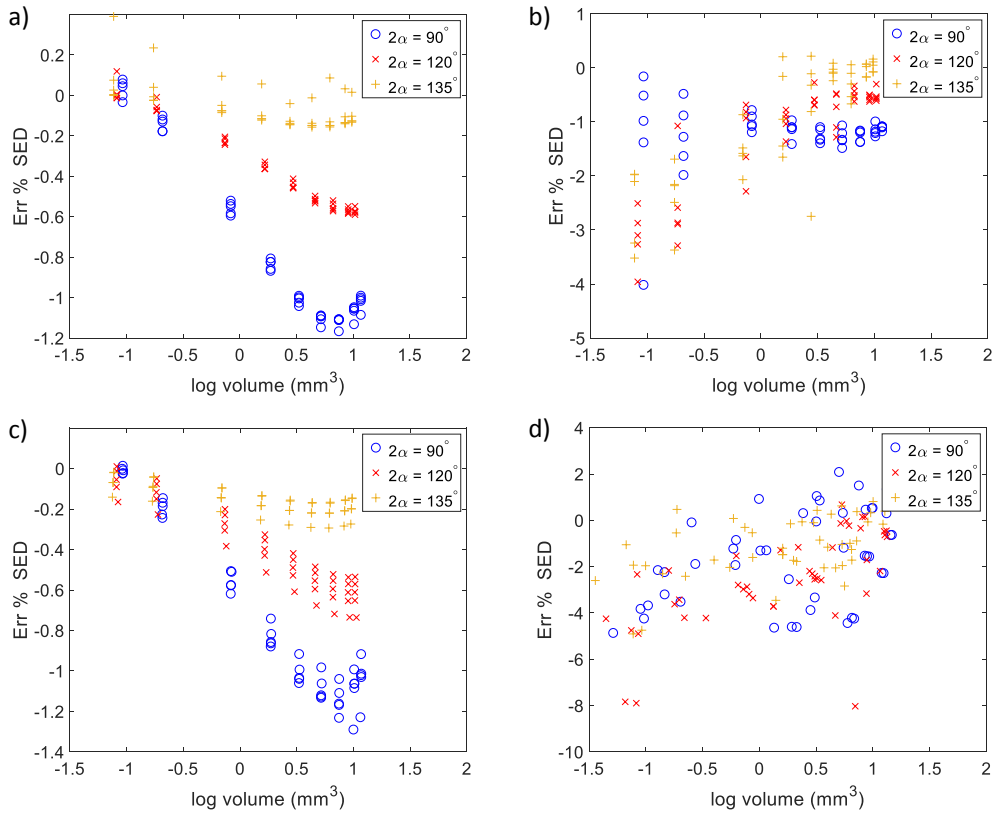 a)
2α = 90°
2α = 120°
2α = 135°
0.2
0
-0.2
-0.4
-0.6
-0.8
-1
-1.2
Err % SED
-1.5
-1
-0.5
0
0.5
1
1.5
2
log volume (mm³)
b)
2α = 90°
2α = 120°
2α = 135
1
0
-1
-2
-3
-4
-5
Err % SED
-1.5
-1
-0.5
0
0.5
1
1.5
2
log volume (mm³)
c)
2α = 90°
2α = 120°
2α = 135°
0
-0.2
-0.4
-0.6
-0.8
-1
-1.2
-1.4
Err % SED
-1.5
-1
-0.5
0
0.5
1
1.5
2
log volume (mm³)
d)
2α = 90°
2α = 120°
2α = 135°
4
2
0
-2
-4
-6
-8
-10
Err % SED
-1.5
-1
-0.5
0
0.5
1
1.5
2
log volume (mm³)